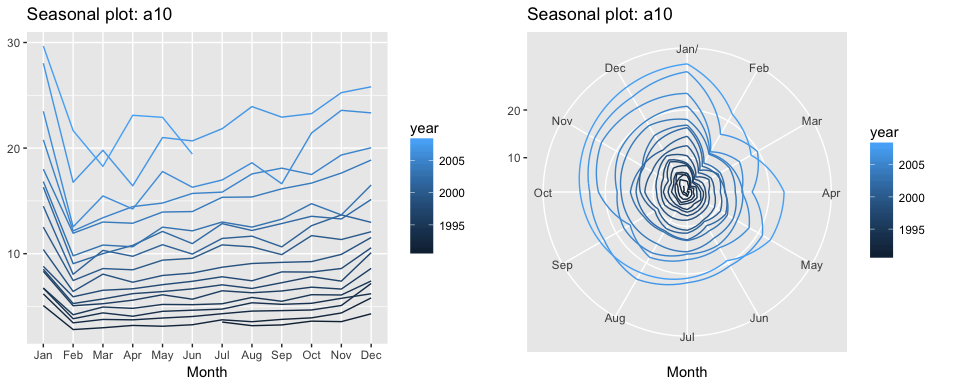 Seasonal plot: a10
30
20
10
Jan Feb Mar Apr May Jun Jul Aug Sep Oct Nov Dec
Month
year
2005
2000
1995
Seasonal plot: a10
20
10
Jan/
Feb
Mar
Apr
May
Jun
Jul
Aug
Sep
Oct
Nov
Dec
Month
year
2005
2000
1995